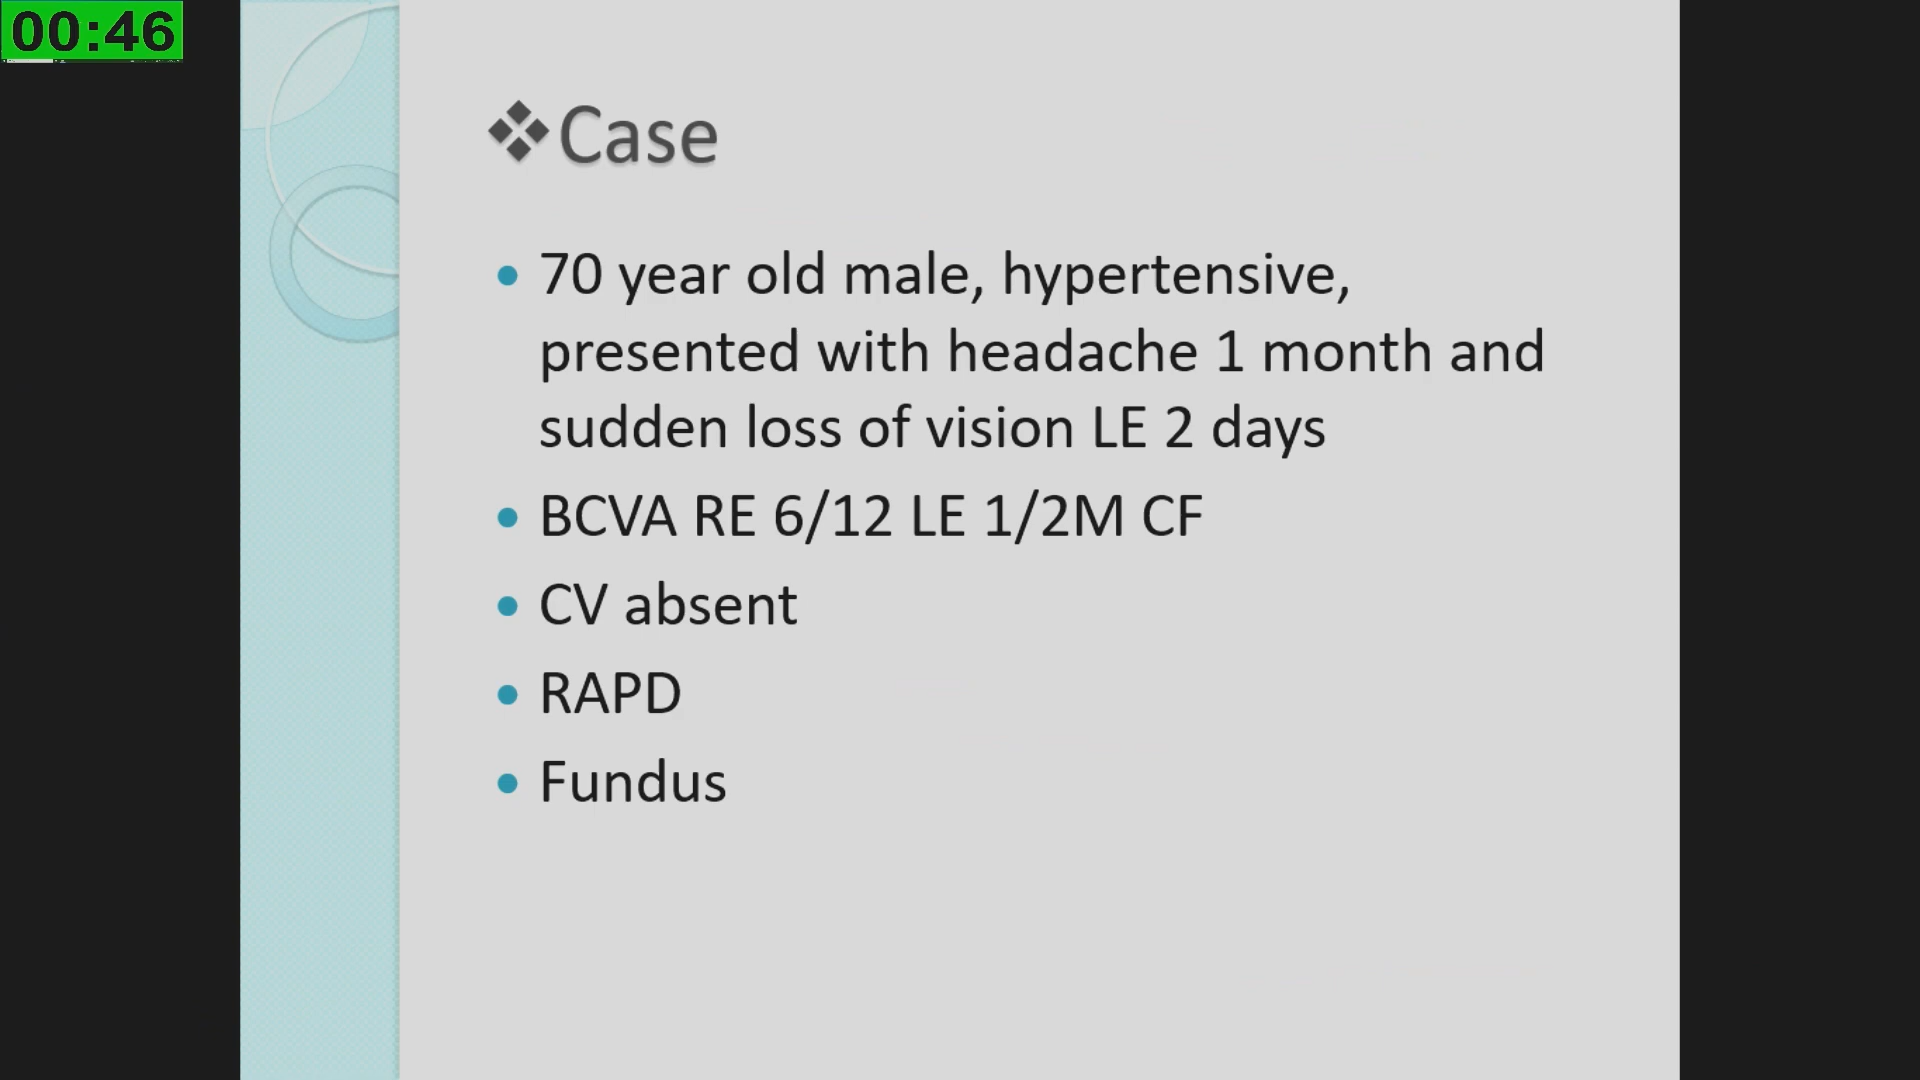 00:46
❖Case
• 70 year old male, hypertensive,
presented with headache 1 month and
sudden loss of vision LE 2 days
• BCVA RE 6/12 LE 1/2M CF
• CV absent
• RAPD
• Fundus